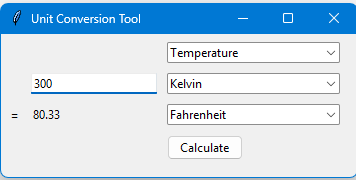 Unit Conversion Tool
Temperature
300 Kelvin
= 80.33 Fahrenheit
Calculate